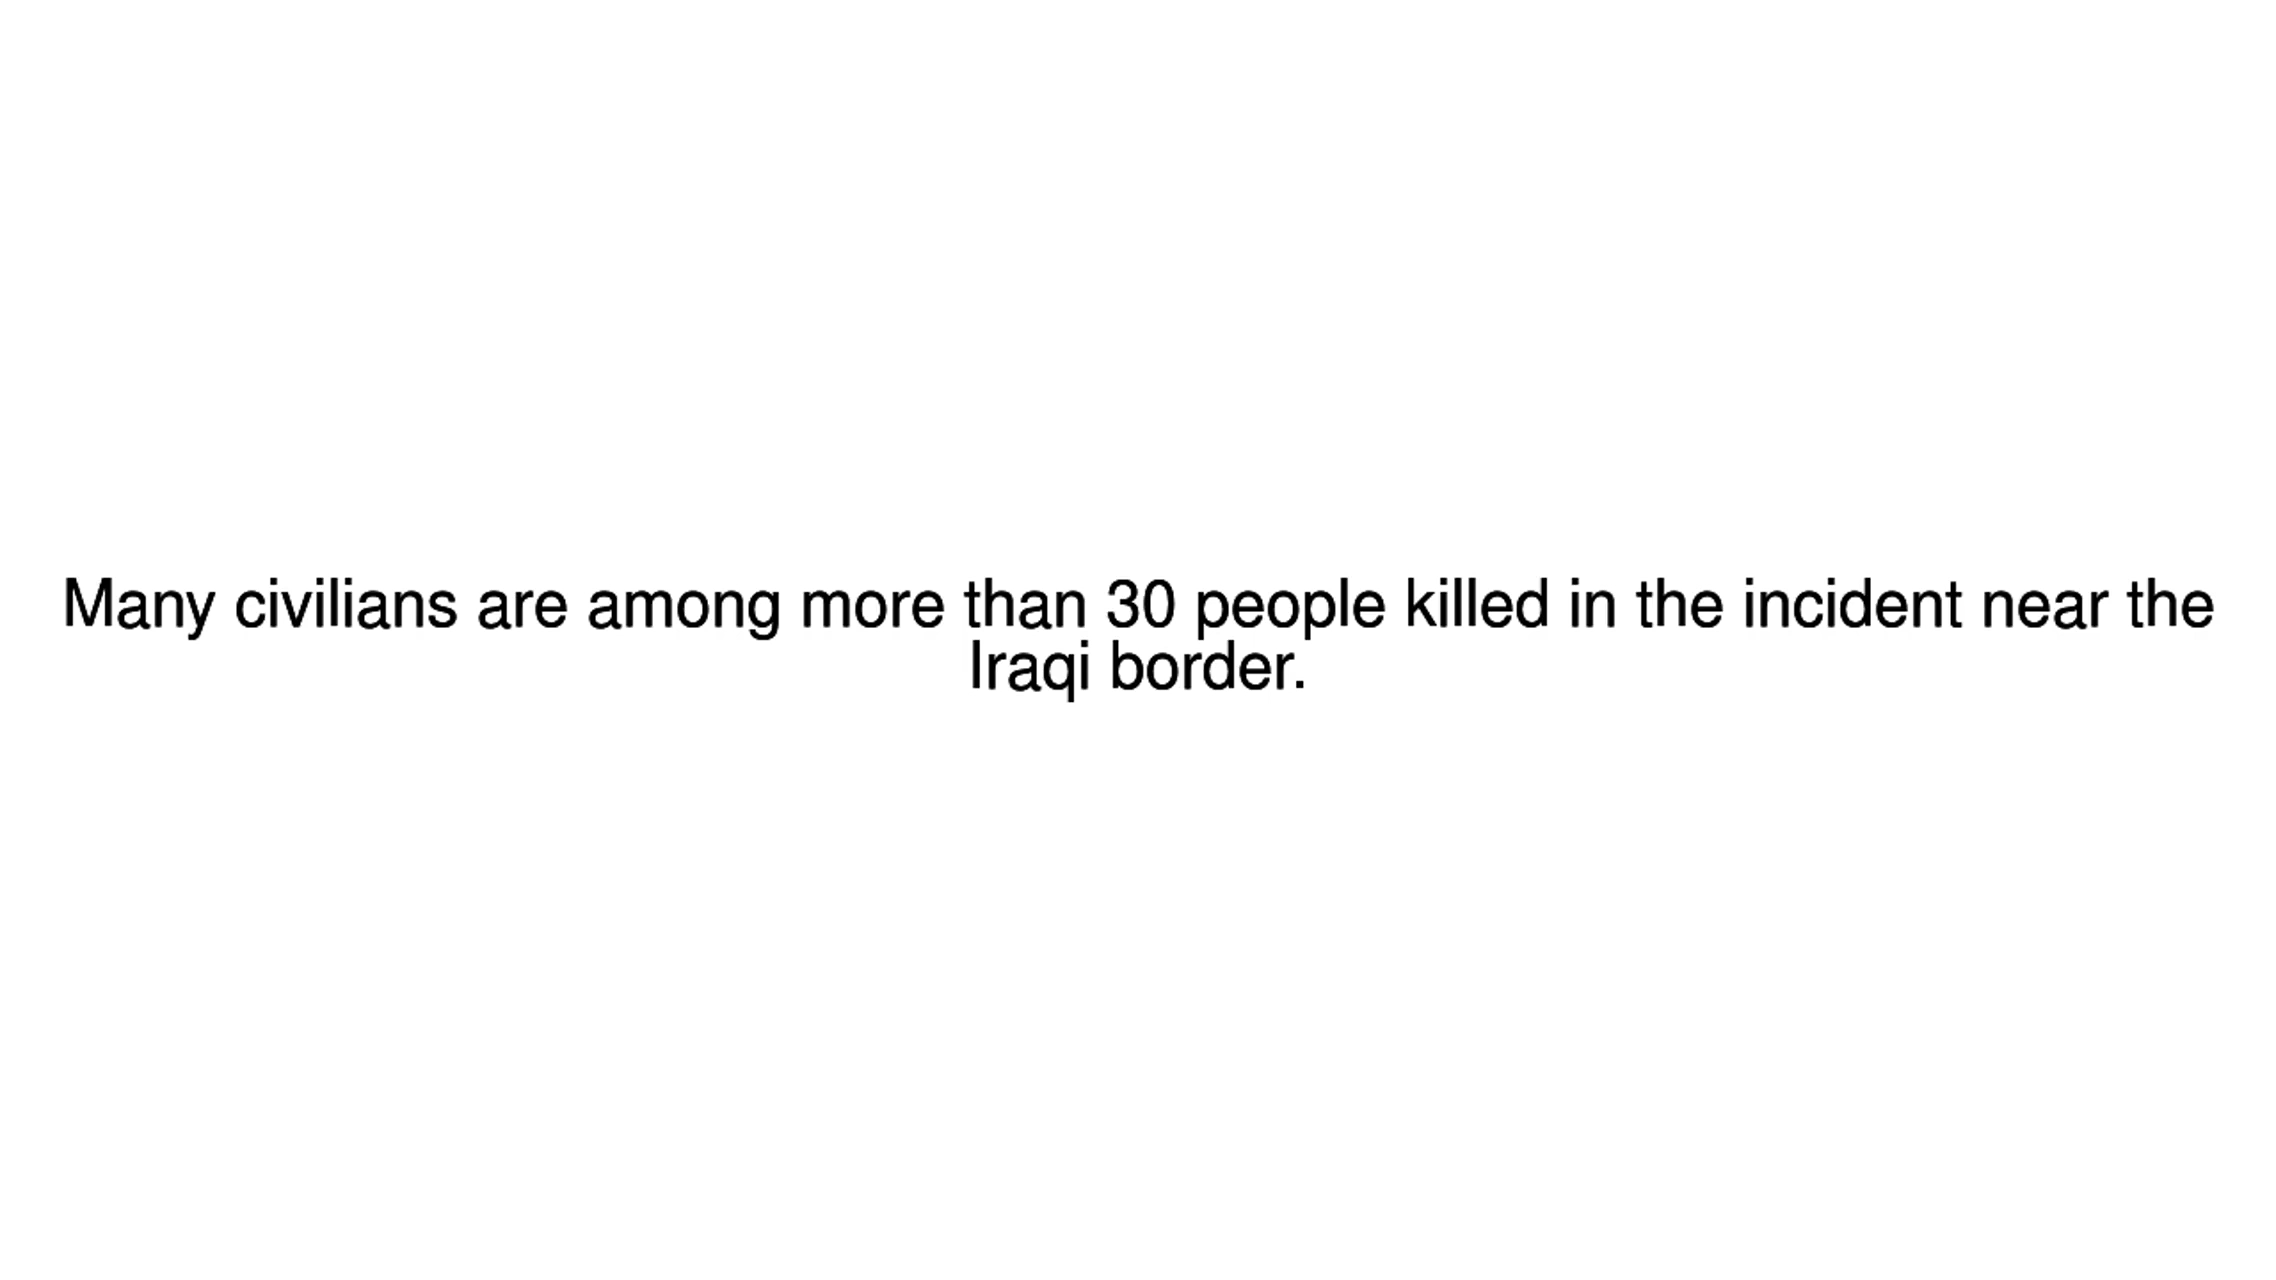 Many civilians are among more than 30 people killed in the incident near the
Iraqi border.